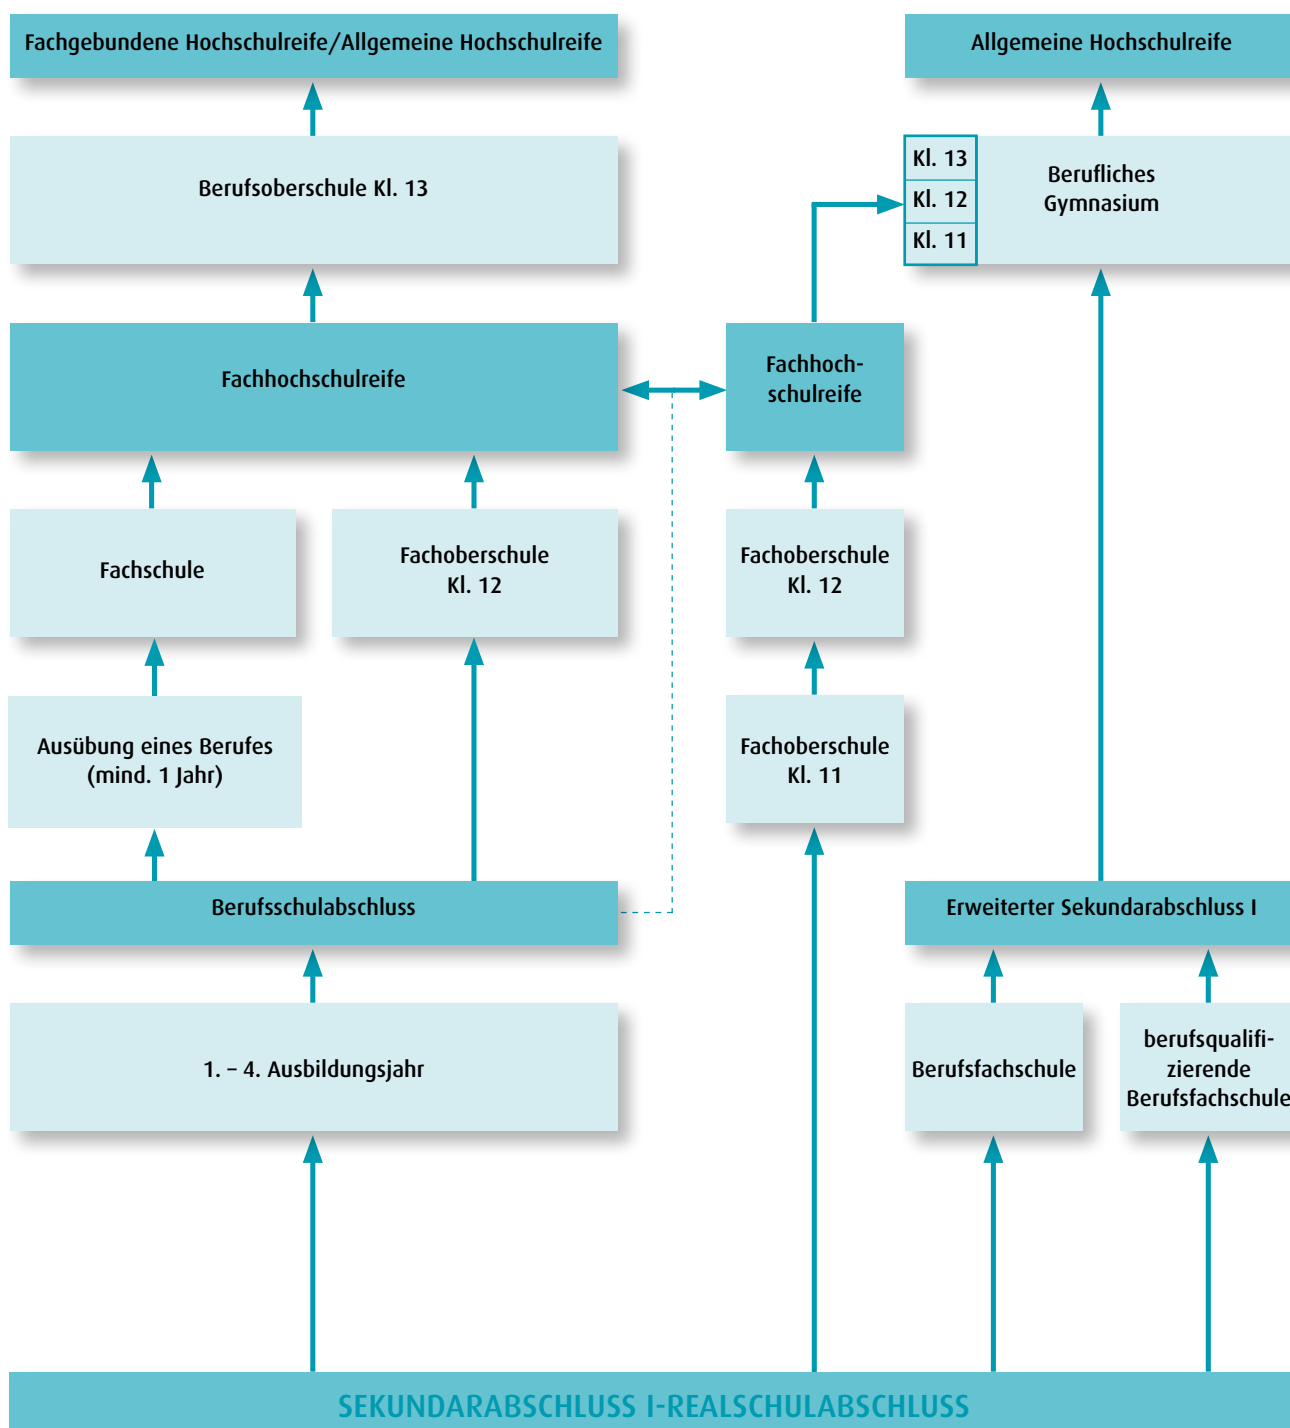 Fachgebundene Hochschulreife/Allgemeine Hochschulreife
Allgemeine Hochschulreife
Berufsoberschule Kl. 13
Kl. 13
Kl. 12
Kl. 11
Berufliches
Gymnasium
Fachhochschulreife
Fachhoch-
schulreife
Fachschule
Fachoberschule
Kl. 12
Fachoberschule
Kl. 12
Ausübung eines Berufes
(mind. 1 Jahr)
Fachoberschule
Kl. 11
Berufsschulabschluss
Erweiterter Sekundarabschluss I
1. – 4. Ausbildungsjahr
Berufsfachschule
berufsqualifi-
zierende
Berufsfachschule
SEKUNDARABSCHLUSS I-REALSCHULABSCHLUSS